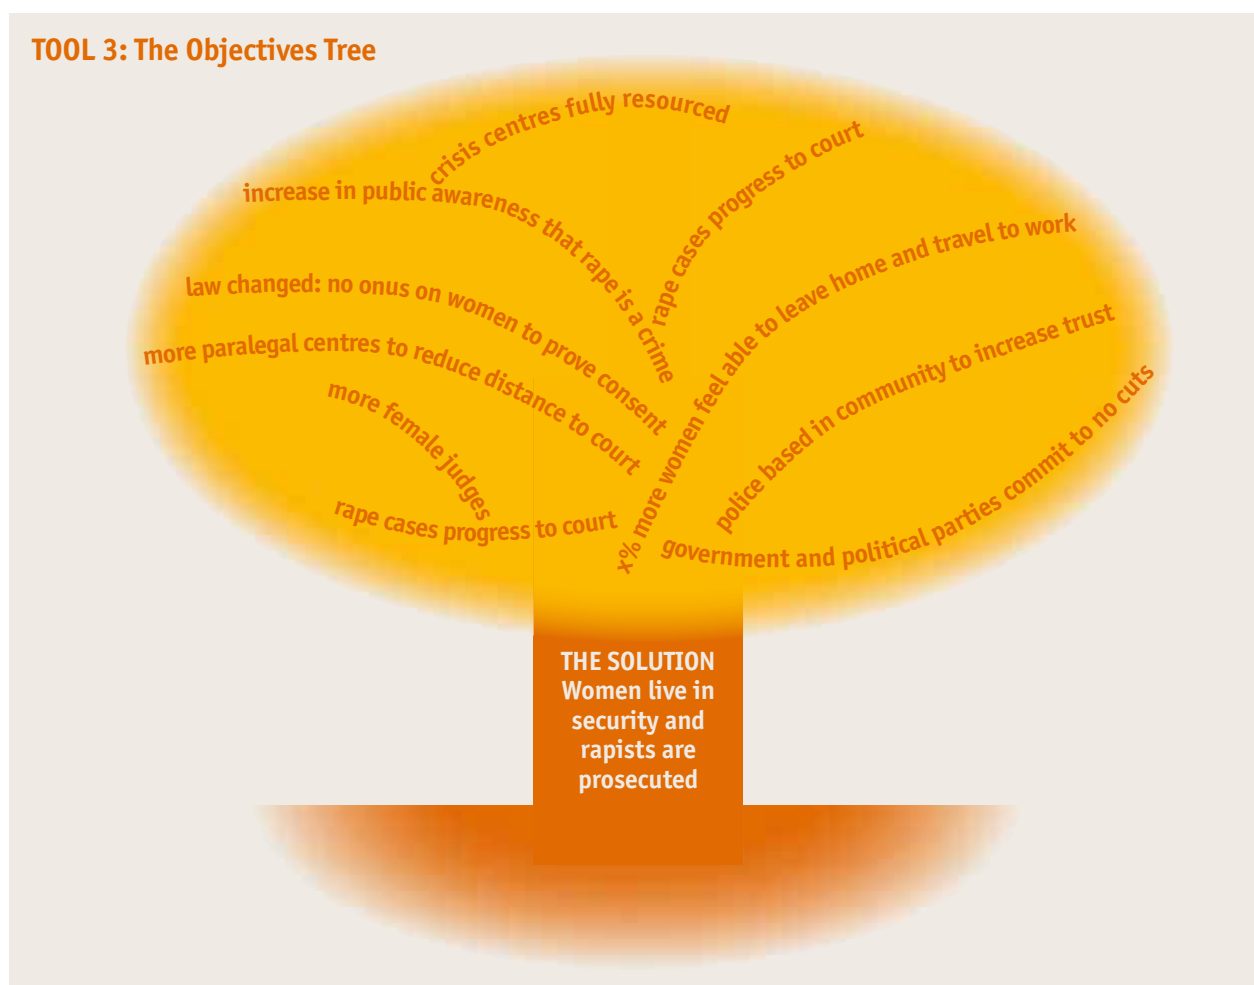 TOOL 3: The Objectives Tree
crisis centres fully resourced
rape cases progress to court
increase in public awareness that rape is a crime
x% more women feel able to leave home and travel to work
law changed: no onus on women to prove consent
police based in community to increase trust
more paralegal centres to reduce distance to court
government and political parties commit to no cuts
more female judges
rape cases progress to court
THE SOLUTION
Women live in
security and
rapists are
prosecuted